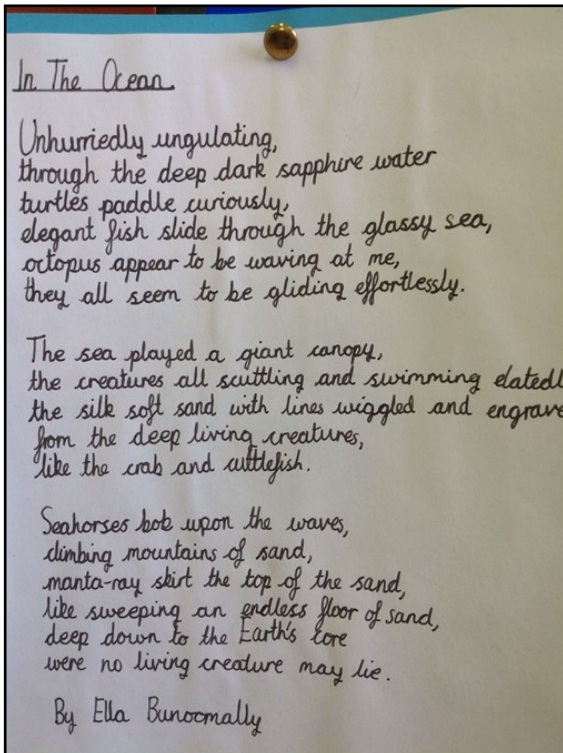 In The Ocean
Unhurriedly ungulating,
through the deep dark sapphire water
turtles paddle curiously,
elegant fish slide through the glassy sea,
octopus appear to be waving at me,
they all seem to be gliding effortlessly.
The sea played a giant canopy,
the creatures all scuttling and swimming elatedl
the silk soft sand with lines wiggled and engrave
from the deep living creatures,
like the crab and cuttlefish.
Seahorses bob upon the waves,
climbing mountains of sand,
manta-ray skirt the top of the sand,
like sweeping an endless floor of sand,
deep down to the Earth's core
were no living creature may lie.
By Ella Bunoomally